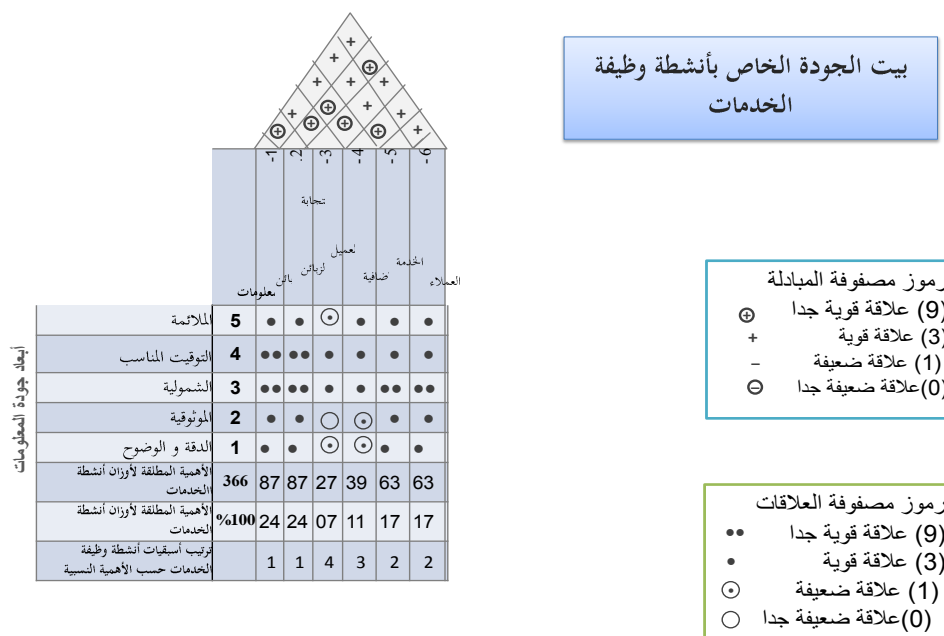 بيت الجودة الخاص بأنشطة وظيفة
الخدمات
+
+ ⊕
+ + +
+ ⊕ + +
⊕ ⊕ ⊕ ⊕ +
-1 .2 -3 -4 -5 -6
تجابة
لعميل
الخدمة
لزبائن
ضافية
بائن
العملاء
معلومات
أبعاد جودة المعلومات
الملائمة 5 • • ⊙ • • •
التوقيت المناسب 4 •• •• • • • •
الشمولية 3 •• •• • • •• ••
الموثوقية 2 • • ○ ⊙ • •
الدقة و الوضوح 1 • • ⊙ ⊙ • •
الأهمية المطلقة لأوزان أنشطة
االخدمات 366 87 87 27 39 63 63
الأهمية المطلقة لأوزان أنشطة
الخدمات %100 24 24 07 11 17 17
ترتيب أسبقيات أنشطة وظيفة
الخدمات حسب الأهمية النسبية 1 1 4 3 2 2
رموز مصفوفة المبادلة
(9) علاقة قوية جدا ⊕
(3) علاقة قوية +
(1) علاقة ضعيفة –
(0)علاقة ضعيفة جدا ⊖
رموز مصفوفة العلاقات
(9) علاقة قوية جدا ••
(3) علاقة قوية •
(1) علاقة ضعيفة ⊙
(0)علاقة ضعيفة جدا ○